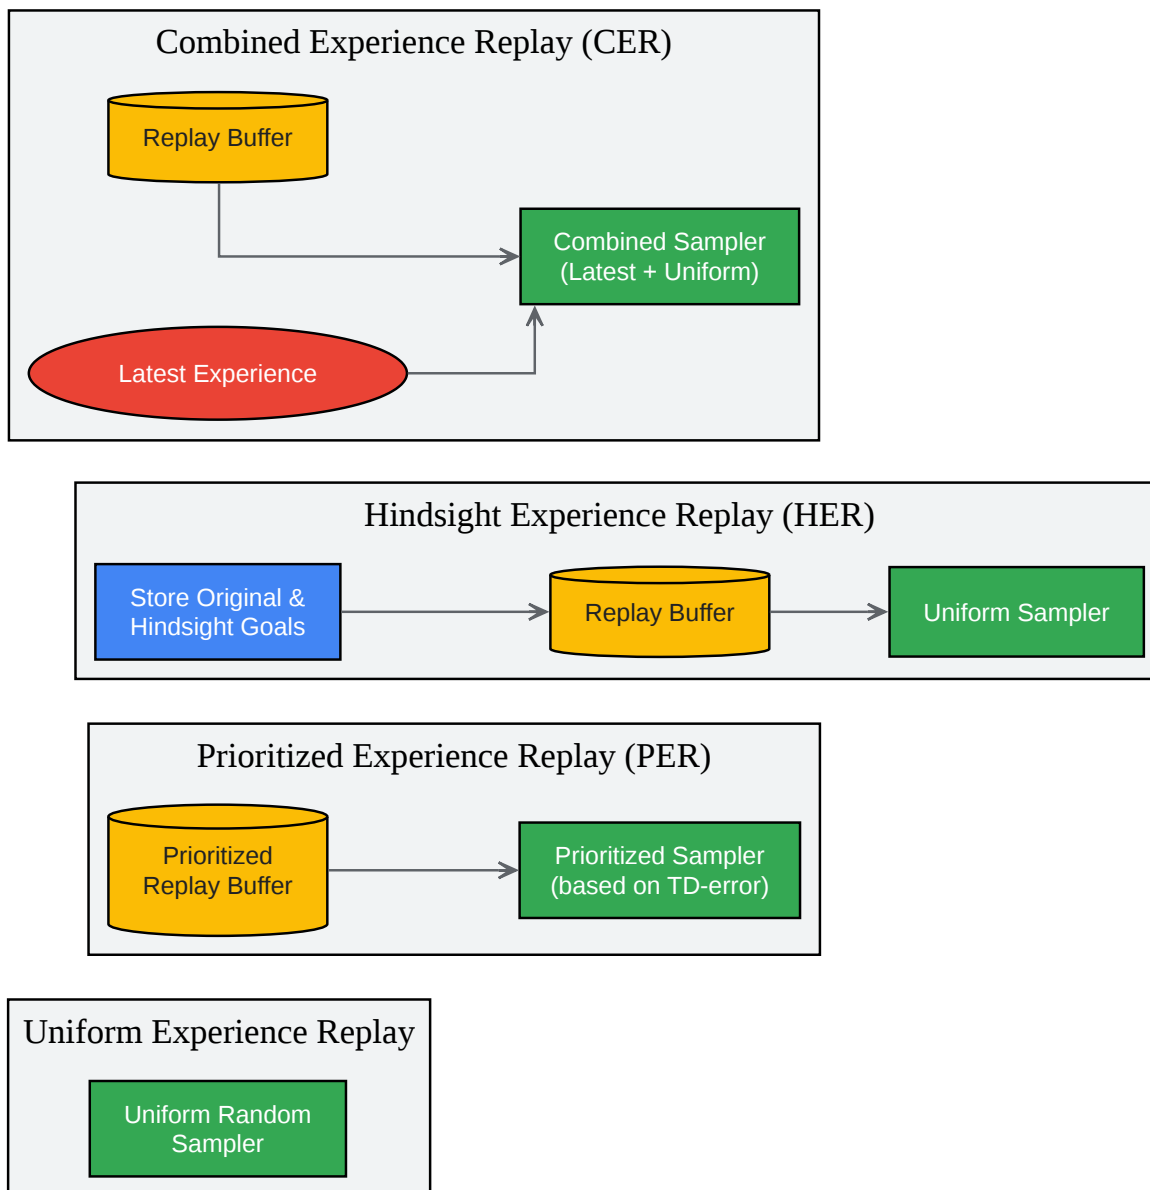 Combined Experience Replay (CER)
Replay Buffer
Combined Sampler
(Latest + Uniform)
Latest Experience
Hindsight Experience Replay (HER)
Store Original &
Hindsight Goals
Replay Buffer
Uniform Sampler
Prioritized Experience Replay (PER)
Prioritized
Replay Buffer
Prioritized Sampler
(based on TD-error)
Uniform Experience Replay
Uniform Random
Sampler